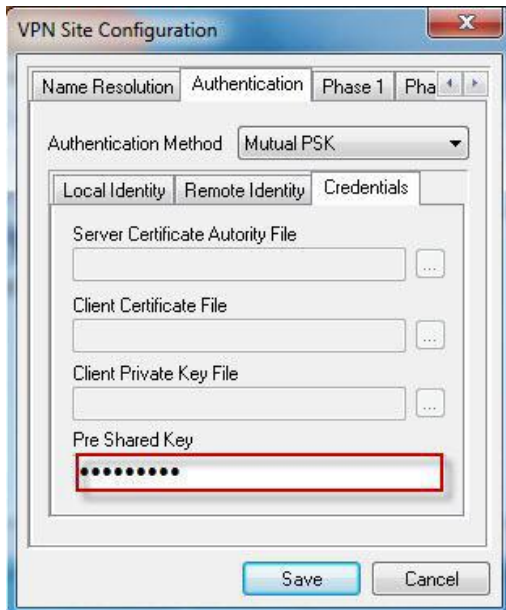 VPN Site Configuration
Name Resolution Authentication Phase 1 Pha
Authentication Method Mutual PSK
Local Identity Remote Identity Credentials
Server Certificate Autority File
...
Client Certificate File
...
Client Private Key File
...
Pre Shared Key
•••••••••
Save Cancel